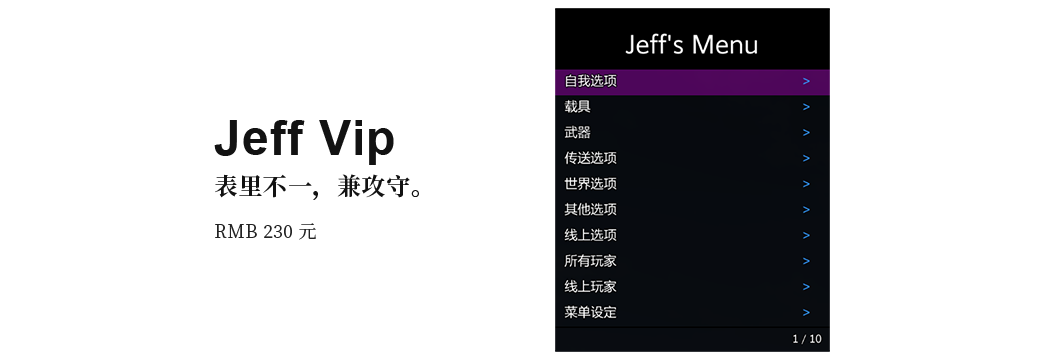 Jeff Vip
表里不一，兼攻守。
RMB 230 元
Jeff's Menu
自我选项 >
载具 >
武器 >
传送选项 >
世界选项 >
其他选项 >
线上选项 >
所有玩家 >
线上玩家 >
菜单设定 >
1 / 10